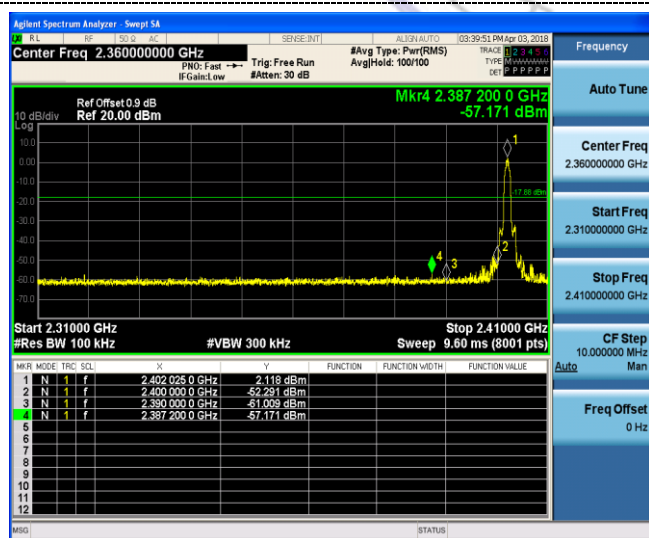 Agilent Spectrum Analyzer - Swept SA
RL RF 50 Ω AC SENSE:INT ALIGN AUTO 03:39:51 PM Apr 03, 2018
Center Freq 2.360000000 GHz #Avg Type: Pwr(RMS) TRACE 1 2 3 4 5 6
PNO: Fast Trig: Free Run Avg|Hold: 100/100 TYPE M
IFGain:Low #Atten: 30 dB DET P P P P P P
Mkr4 2.387 200 0 GHz
Ref Offset 0.9 dB -57.171 dBm
10 dB/div Ref 20.00 dBm
Log
10.0
0.00
-10.0
-17.88 dBm
-20.0
-30.0
-40.0
-50.0
-60.0
-70.0
1
2
3
4
Start 2.31000 GHz Stop 2.41000 GHz
#Res BW 100 kHz #VBW 300 kHz Sweep 9.60 ms (8001 pts)
MKR MODE TRC SCL X Y FUNCTION FUNCTION WIDTH FUNCTION VALUE
1 N 1 f 2.402 025 0 GHz 2.118 dBm
2 N 1 f 2.400 000 0 GHz -52.291 dBm
3 N 1 f 2.390 000 0 GHz -61.009 dBm
4 N 1 f 2.387 200 0 GHz -57.171 dBm
5
6
7
8
9
10
11
12
MSG STATUS
Frequency
Auto Tune
Center Freq
2.360000000 GHz
Start Freq
2.310000000 GHz
Stop Freq
2.410000000 GHz
CF Step
10.000000 MHz
Auto Man
Freq Offset
0 Hz